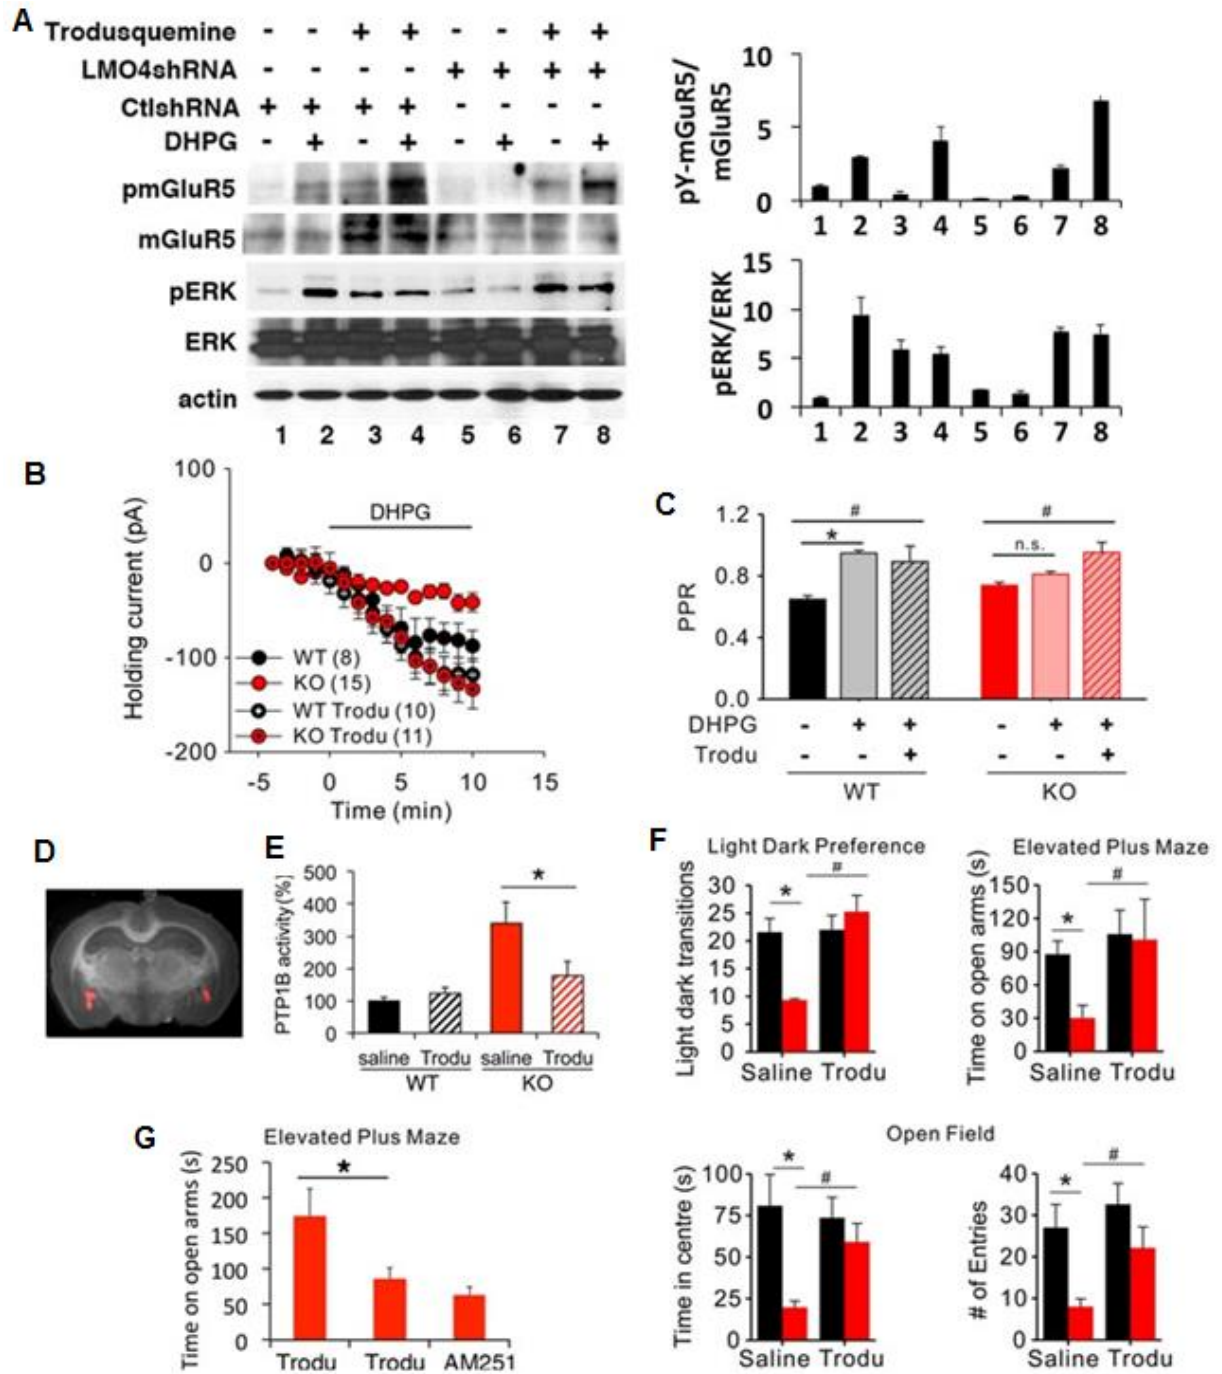 A
Trodusquemine - - + + - - + +
LMO4shRNA - - - - + + + +
CtlshRNA + + + + - - - -
DHPG - + - + - + - +
pmGluR5
mGluR5
pERK
ERK
actin
1 2 3 4 5 6 7 8
pY-mGuR5/
mGluR5
10
5
0
1 2 3 4 5 6 7 8
pERK/ERK
15
10
5
0
1 2 3 4 5 6 7 8
B
Holding current (pA)
100
0
-100
-200
DHPG
WT (8)
KO (15)
WT Trodu (10)
KO Trodu (11)
-5 0 5 10 15
Time (min)
C
PPR
1.2
0.8
0.4
0.0
#
*
#
n.s.
DHPG - + + - + +
Trodu - - + - - +
WT KO
D
E
PTP1B activity (%)
500
400
300
200
100
0
*
saline Trodu saline Trodu
WT KO
F
Light Dark Preference
Light dark transitions
30
25
20
15
10
5
0
*
#
Saline Trodu
Elevated Plus Maze
Time on open arms (s)
150
120
90
60
30
0
*
#
Saline Trodu
G
Elevated Plus Maze
Time on open arms (s)
250
200
150
100
50
0
*
Trodu Trodu AM251
Open Field
Time in centre (s)
100
75
50
25
0
*
#
Saline Trodu
# of Entries
40
30
20
10
0
*
#
Saline Trodu